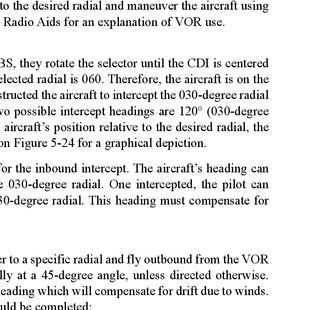 to the desired radial and maneuver the aircraft using
Radio Aids for an explanation of VOR use.
BS, they rotate the selector until the CDI is centered
elected radial is 060. Therefore, the aircraft is on the
structed the aircraft to intercept the 030-degree radial
wo possible intercept headings are 120° (030-degree
aircraft’s position relative to the desired radial, the
on Figure 5-24 for a graphical depiction.
for the inbound intercept. The aircraft’s heading can
e 030-degree radial. One intercepted, the pilot can
30-degree radial. This heading must compensate for
er to a specific radial and fly outbound from the VOR
lly at a 45-degree angle, unless directed otherwise.
eading which will compensate for drift due to winds.
uld be completed: